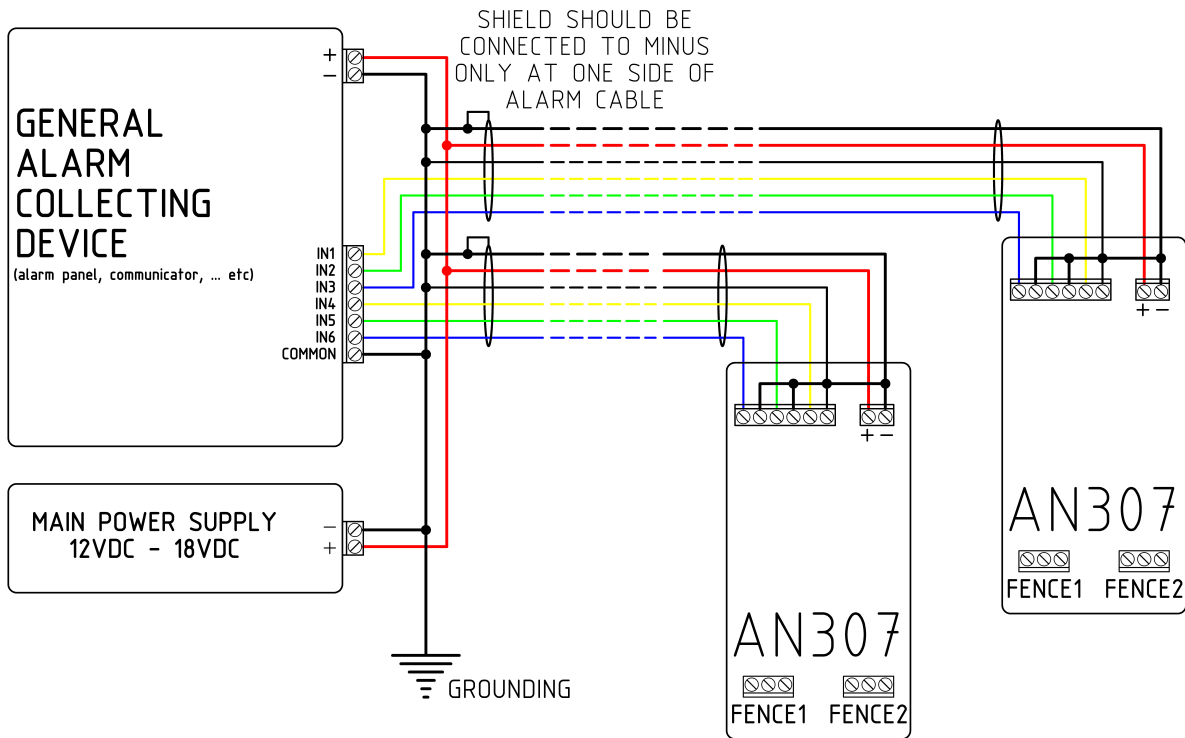 SHIELD SHOULD BE
CONNECTED TO MINUS
ONLY AT ONE SIDE OF
ALARM CABLE
+
−
GENERAL
ALARM
COLLECTING
DEVICE
(alarm panel, communicator, ... etc)
IN1
IN2
IN3
IN4
IN5
IN6
COMMON
+ −
+ −
MAIN POWER SUPPLY
12VDC - 18VDC
−
+
AN307
FENCE1 FENCE2
AN307
FENCE1 FENCE2
GROUNDING